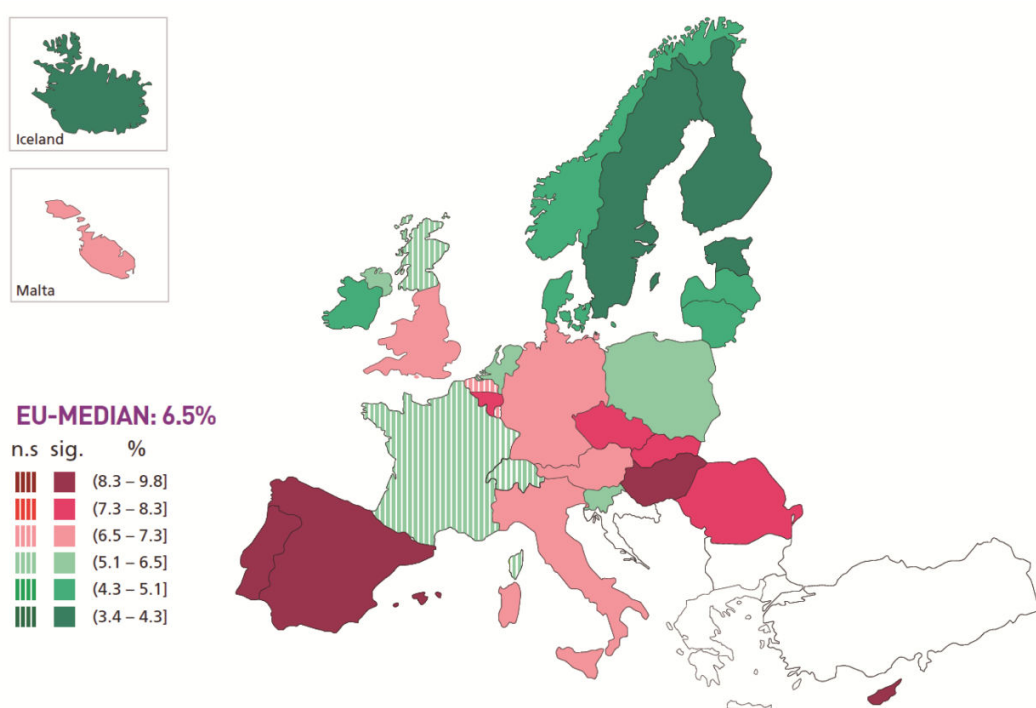 Iceland
Malta
EU-MEDIAN: 6.5%
n.s sig. %
(8.3 – 9.8]
(7.3 – 8.3]
(6.5 – 7.3]
(5.1 – 6.5]
(4.3 – 5.1]
(3.4 – 4.3]